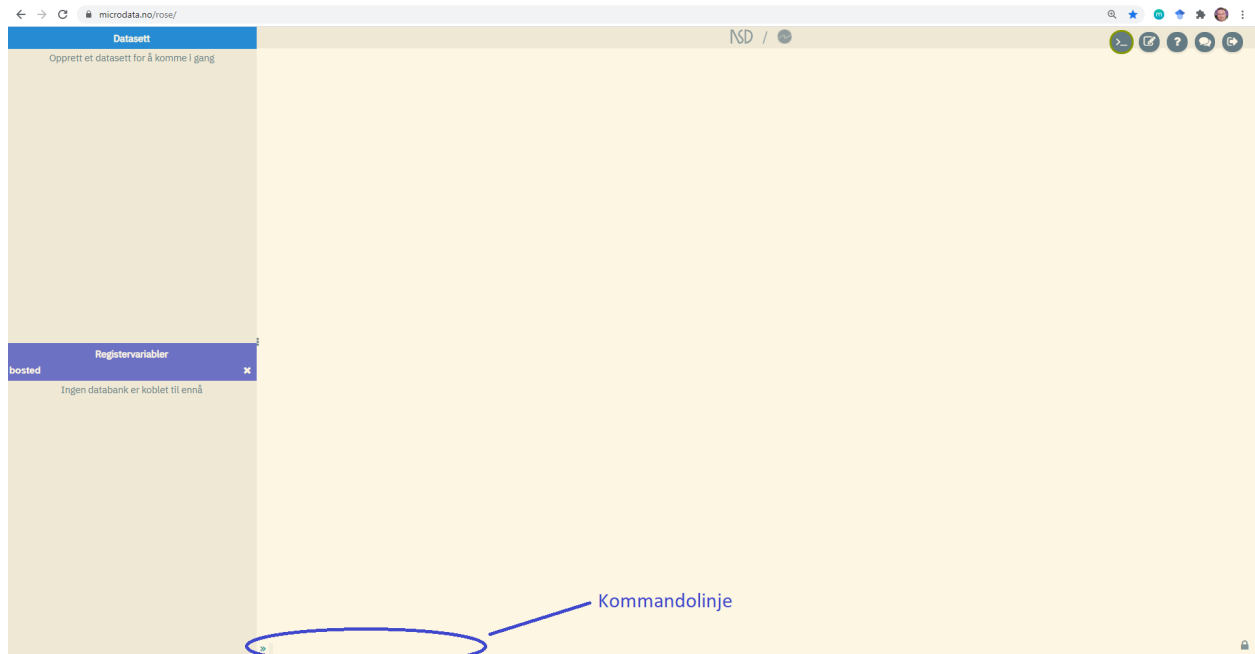 microdata.no/rose/
Datasett
NSD /
Opprett et datasett for å komme i gang
Registervariabler
bosted
Ingen databank er koblet til ennå
Kommandolinje
»